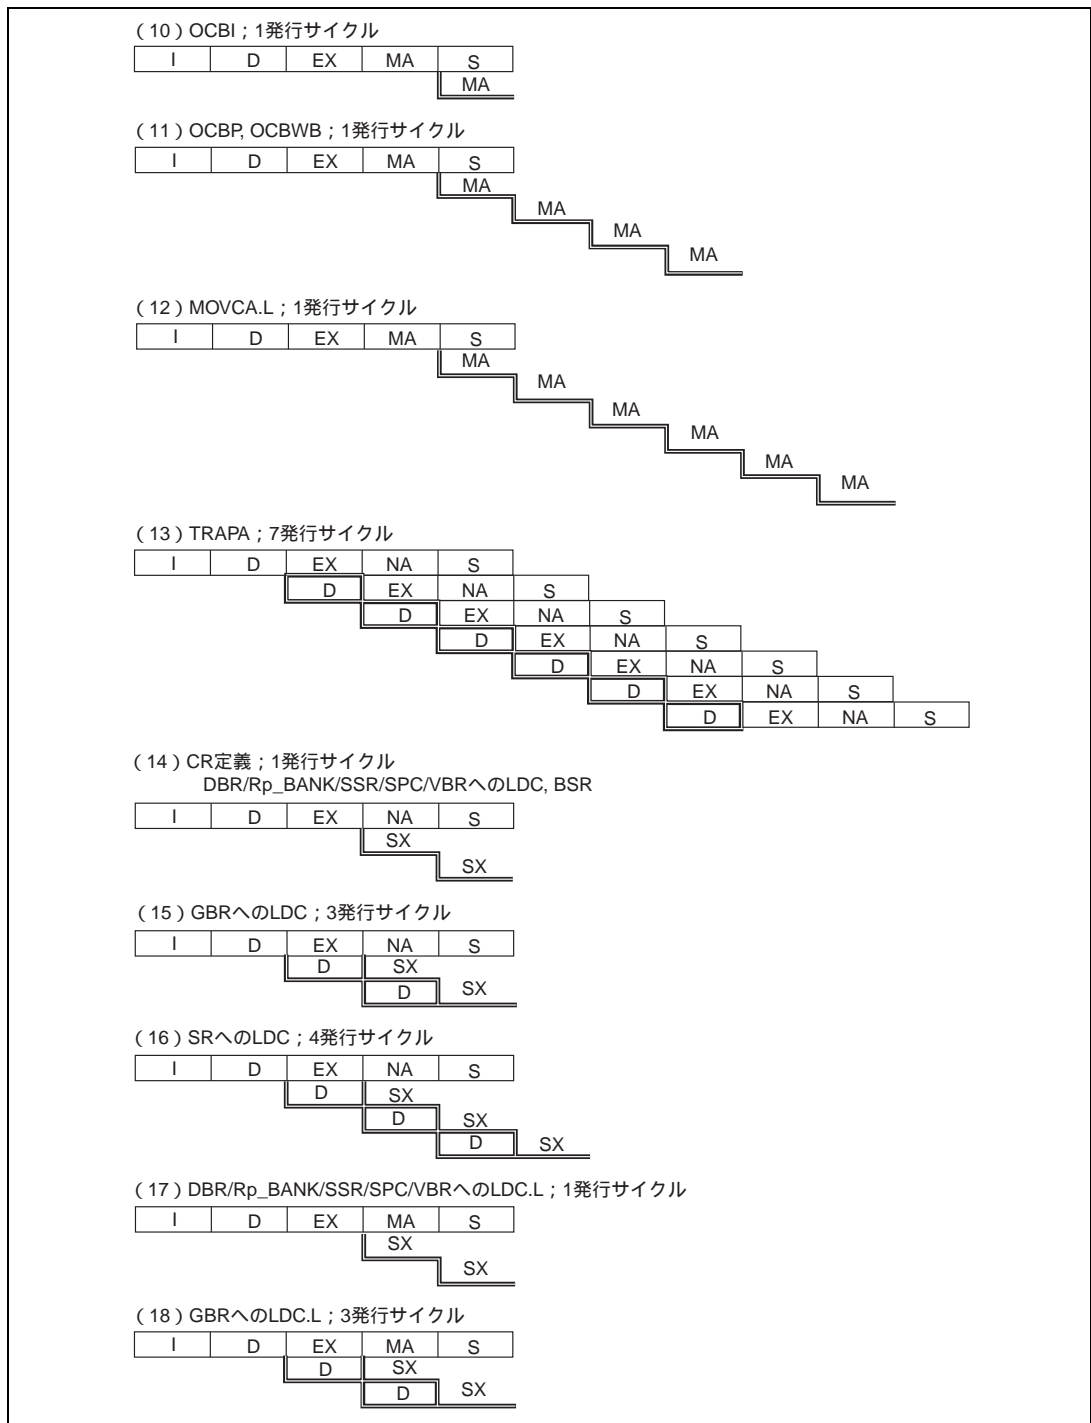 (10) OCBI ; 1発行サイクル
I D EX MA S
MA
(11) OCBP, OCBWB ; 1発行サイクル
I D EX MA S
MA
MA
MA
MA
(12) MOVCA.L ; 1発行サイクル
I D EX MA S
MA
MA
MA
MA
MA
MA
(13) TRAPA ; 7発行サイクル
I D EX NA S
D EX NA S
D EX NA S
D EX NA S
D EX NA S
D EX NA S
D EX NA S
(14) CR定義 ; 1発行サイクル
DBR/Rp_BANK/SSR/SPC/VBRへのLDC, BSR
I D EX NA S
SX
SX
(15) GBRへのLDC ; 3発行サイクル
I D EX NA S
D SX
D SX
(16) SRへのLDC ; 4発行サイクル
I D EX NA S
D SX
D SX
D SX
(17) DBR/Rp_BANK/SSR/SPC/VBRへのLDC.L ; 1発行サイクル
I D EX MA S
SX
SX
(18) GBRへのLDC.L ; 3発行サイクル
I D EX MA S
D SX
D SX